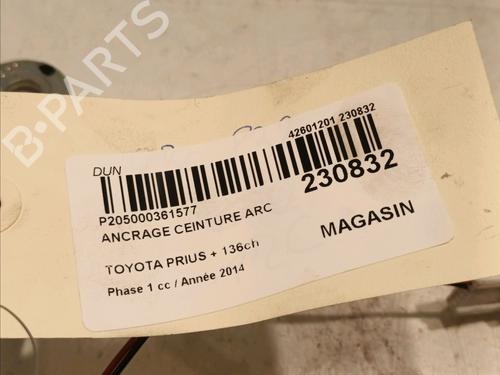 B-PARTS
DUN
42601201 230832
P205000361577
230832
ANCRAGE CEINTURE ARC
MAGASIN
TOYOTA PRIUS + 136ch
Phase 1 cc / Année 2014